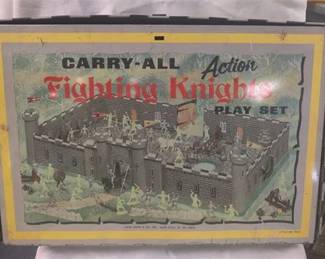 CARRY-ALL Action
Fighting Knights
PLAY SET